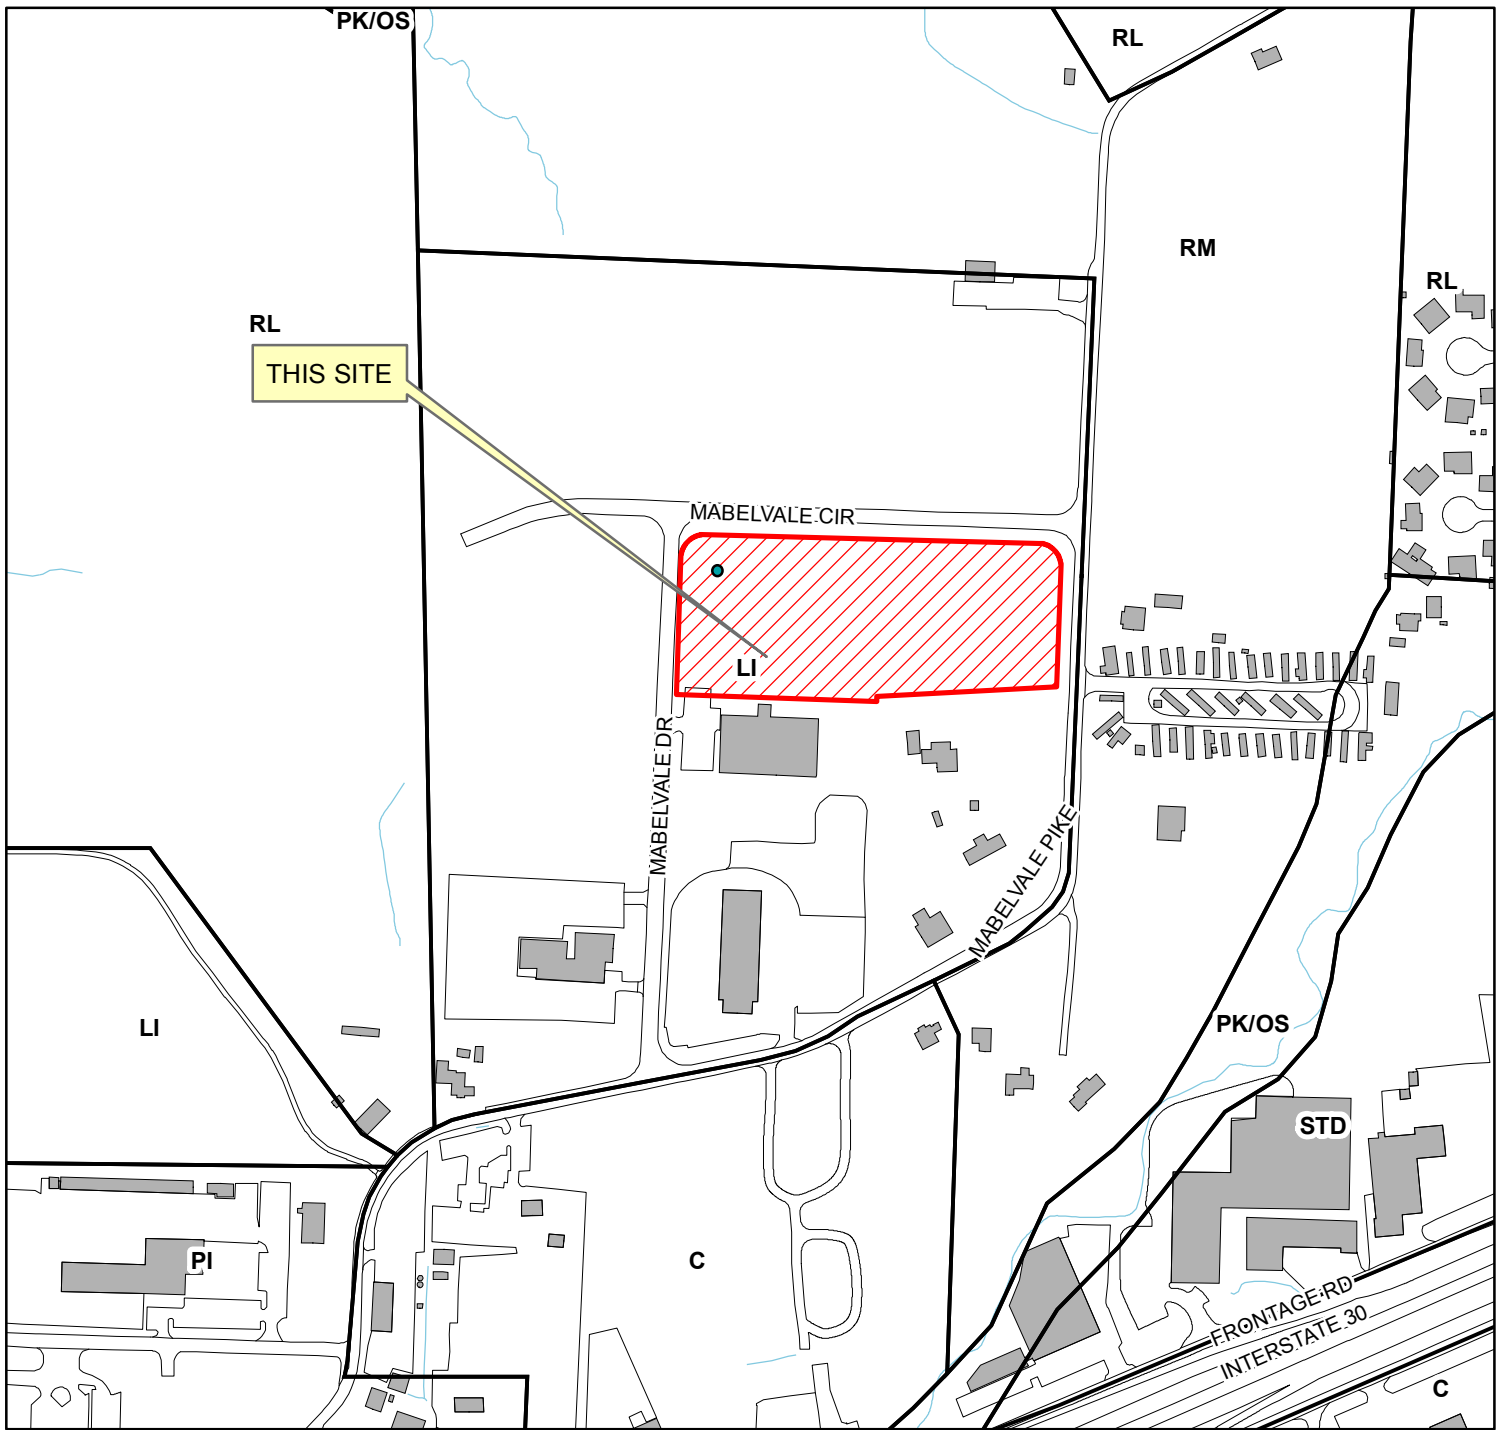 PK/OS
RL
RM
RL
RL
THIS SITE
MABELVALE CIR
LI
MABELVALE DR
MABELVALE PIKE
LI
PK/OS
STD
PI
C
FRONTAGE RD
INTERSTATE 30
C